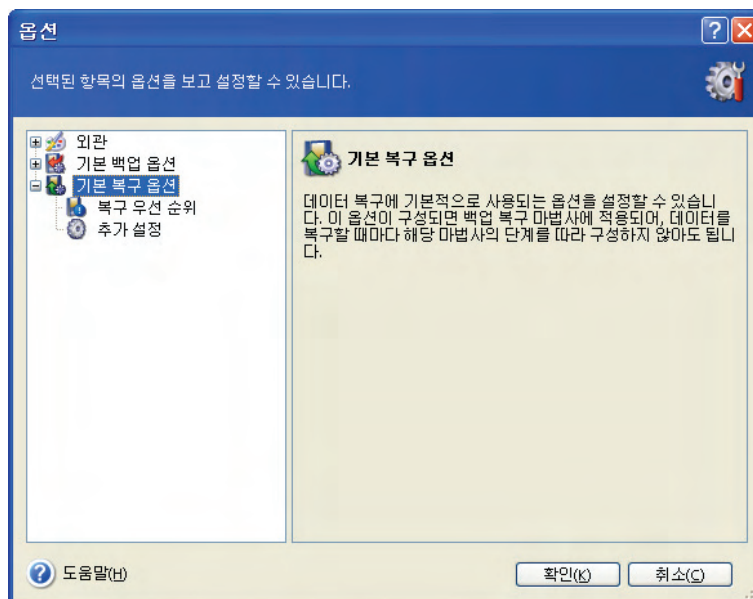 옵션
선택된 항목의 옵션을 보고 설정할 수 있습니다.
외관
기본 백업 옵션
기본 복구 옵션
복구 우선 순위
추가 설정
기본 복구 옵션
데이터 복구에 기본적으로 사용되는 옵션을 설정할 수 있습니
다. 이 옵션이 구성되면 백업 복구 마법사에 적용되어, 데이터를
복구할 때마다 해당 마법사의 단계를 따라 구성하지 않아도 됩니
다.
도움말(H)
확인(K)
취소(C)